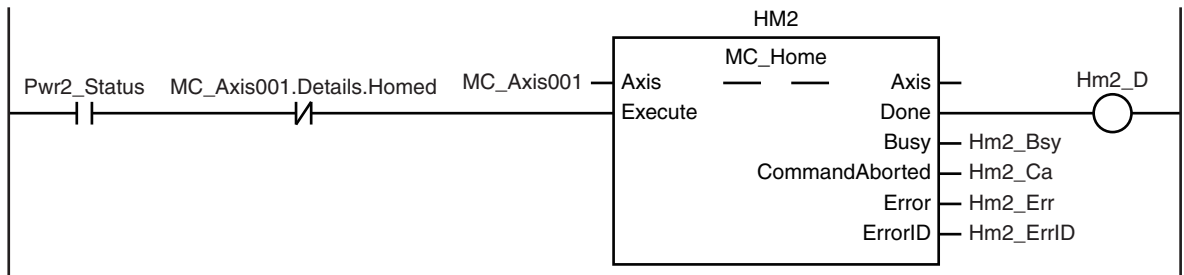 HM2
MC_Home
Pwr2_Status MC_Axis001.Details.Homed MC_Axis001 Axis Axis Hm2_D
Execute Done
Busy Hm2_Bsy
CommandAborted Hm2_Ca
Error Hm2_Err
ErrorID Hm2_ErrID